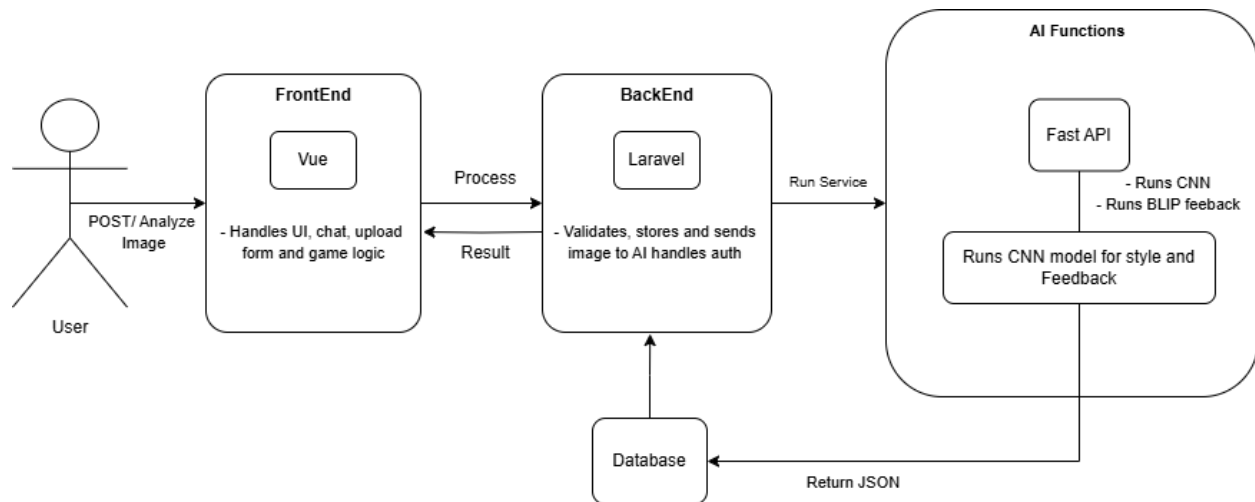 POST/ Analyze
Image
User
FrontEnd
Vue
- Handles UI, chat, upload
form and game logic
Process
Result
BackEnd
Laravel
- Validates, stores and sends
image to AI handles auth
Run Service
AI Functions
Fast API
- Runs CNN
- Runs BLIP feeback
Runs CNN model for style and
Feedback
Database
Return JSON